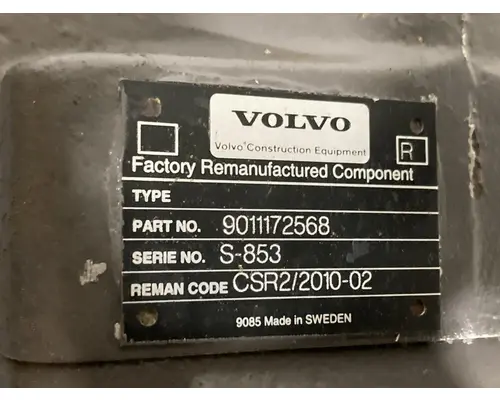 VOLVO
Volvo Construction Equipment
R
Factory Remanufactured Component
TYPE
PART NO. 9011172568
SERIE NO. S-853
REMAN CODE CSR2/2010-02
9085 Made in SWEDEN